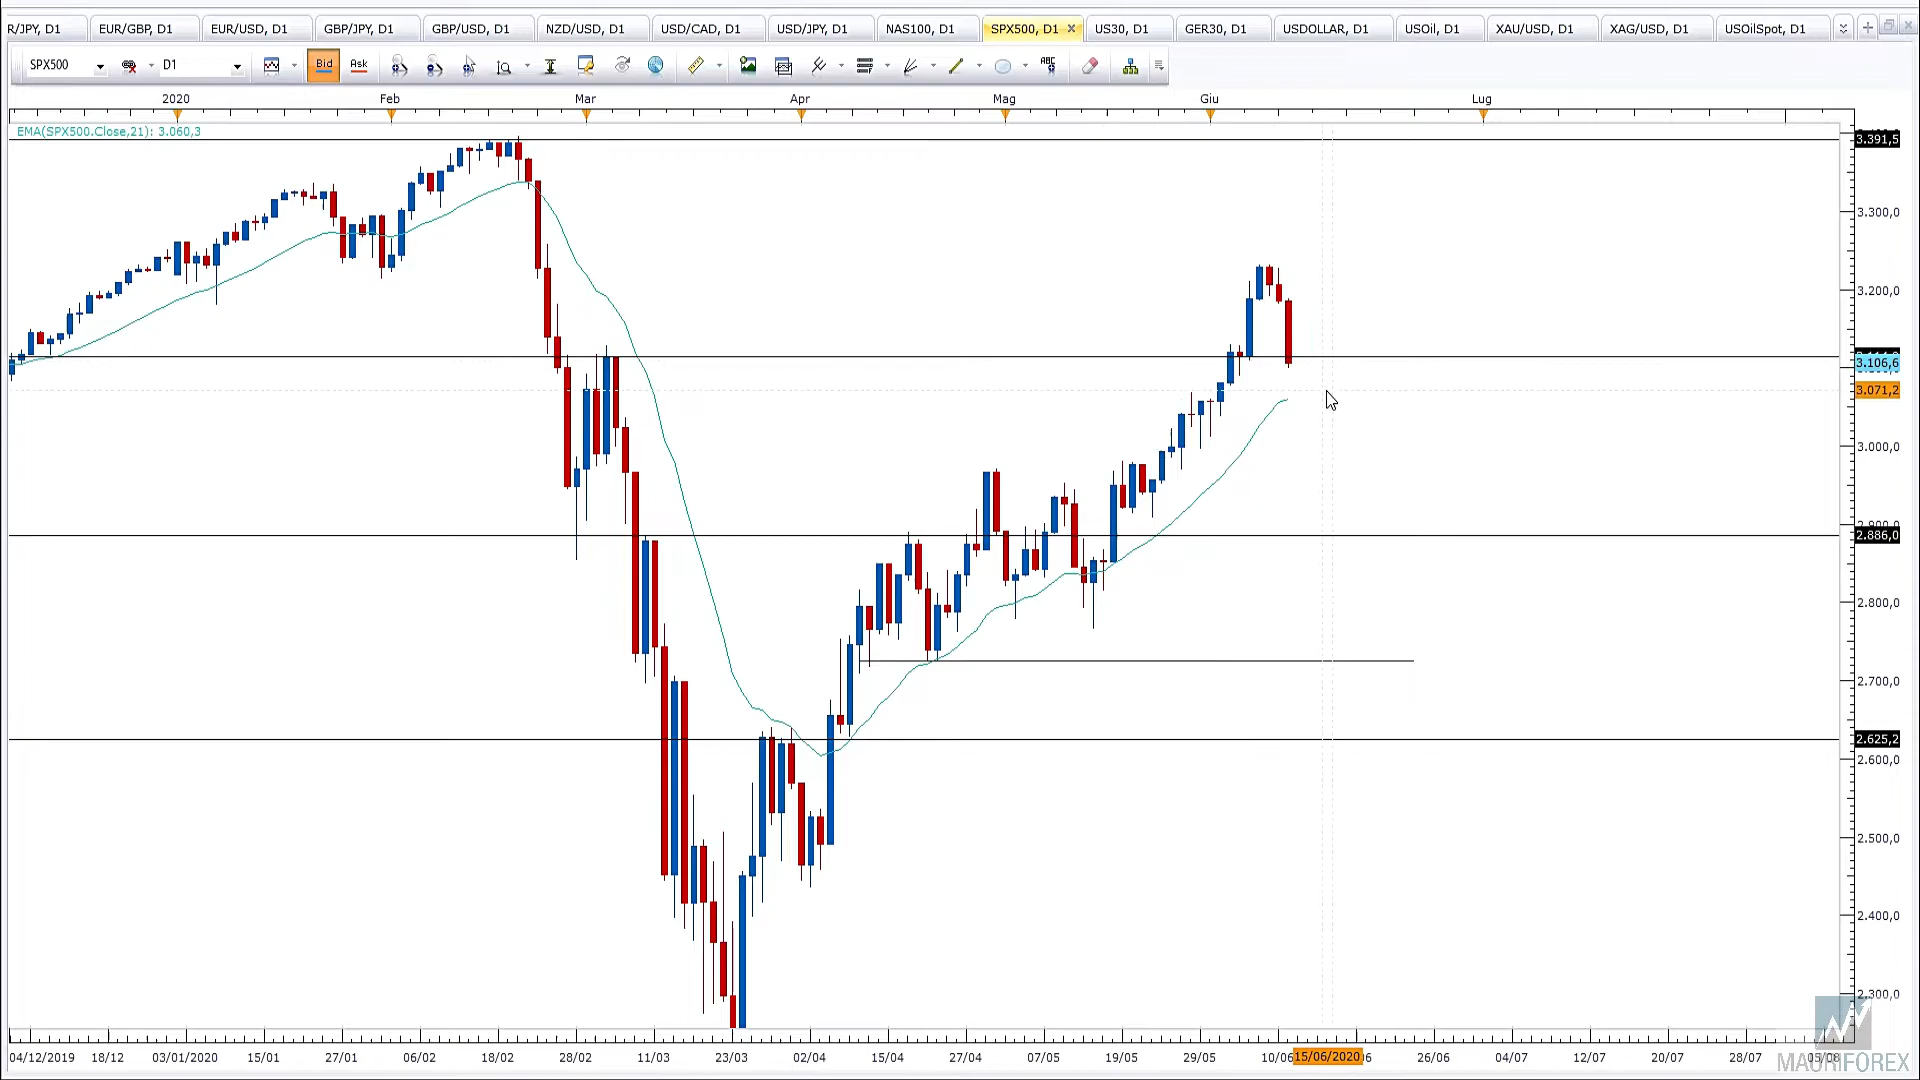 R/JPY, D1 EUR/GBP, D1 EUR/USD, D1 GBP/JPY, D1 GBP/USD, D1 NZD/USD, D1 USD/CAD, D1 USD/JPY, D1 NAS100, D1 SPX500, D1 US30, D1 GER30, D1 USDOLLAR, D1 USOil, D1 XAU/USD, D1 XAG/USD, D1 USOilSpot, D1
SPX500 D1 Bid Ask ABC
2020 Feb Mar Apr Mag Giu Lug
EMA(SPX500.Close,21): 3.060,3
3.391,5
3.300,0
3.200,0
3.106,6
3.071,2
3.000,0
2.900,0
2.886,0
2.800,0
2.700,0
2.625,2
2.600,0
2.500,0
2.400,0
2.300,0
04/12/2019 18/12 03/01/2020 15/01 27/01 06/02 18/02 28/02 11/03 23/03 02/04 15/04 27/04 07/05 19/05 29/05 10/06 15/06/2020 26/06 04/07 12/07 20/07 28/07 05/08
MAURIFOREX